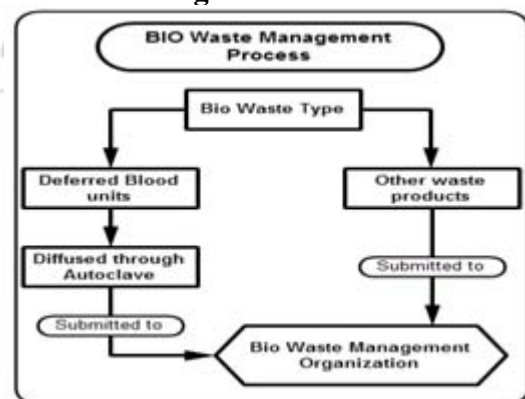 BIO Waste Management
Process
Bio Waste Type
Deferred Blood
units
Other waste
products
Diffused through
Autoclave
Submitted to
Submitted to
Bio Waste Management
Organization